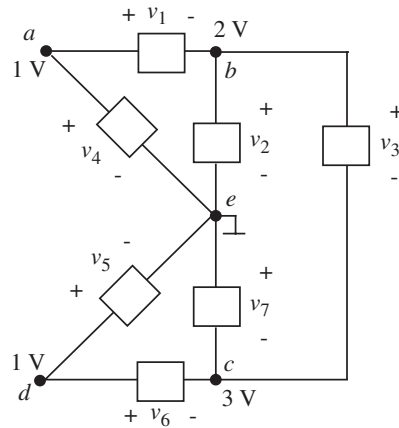 + v₁ -
a
2 V
1 V
b
+
v₄
-
+
v₂
-
+
v₃
-
e
-
v₅
+
+
v₇
-
1 V
d
c
+ v₆ -
3 V